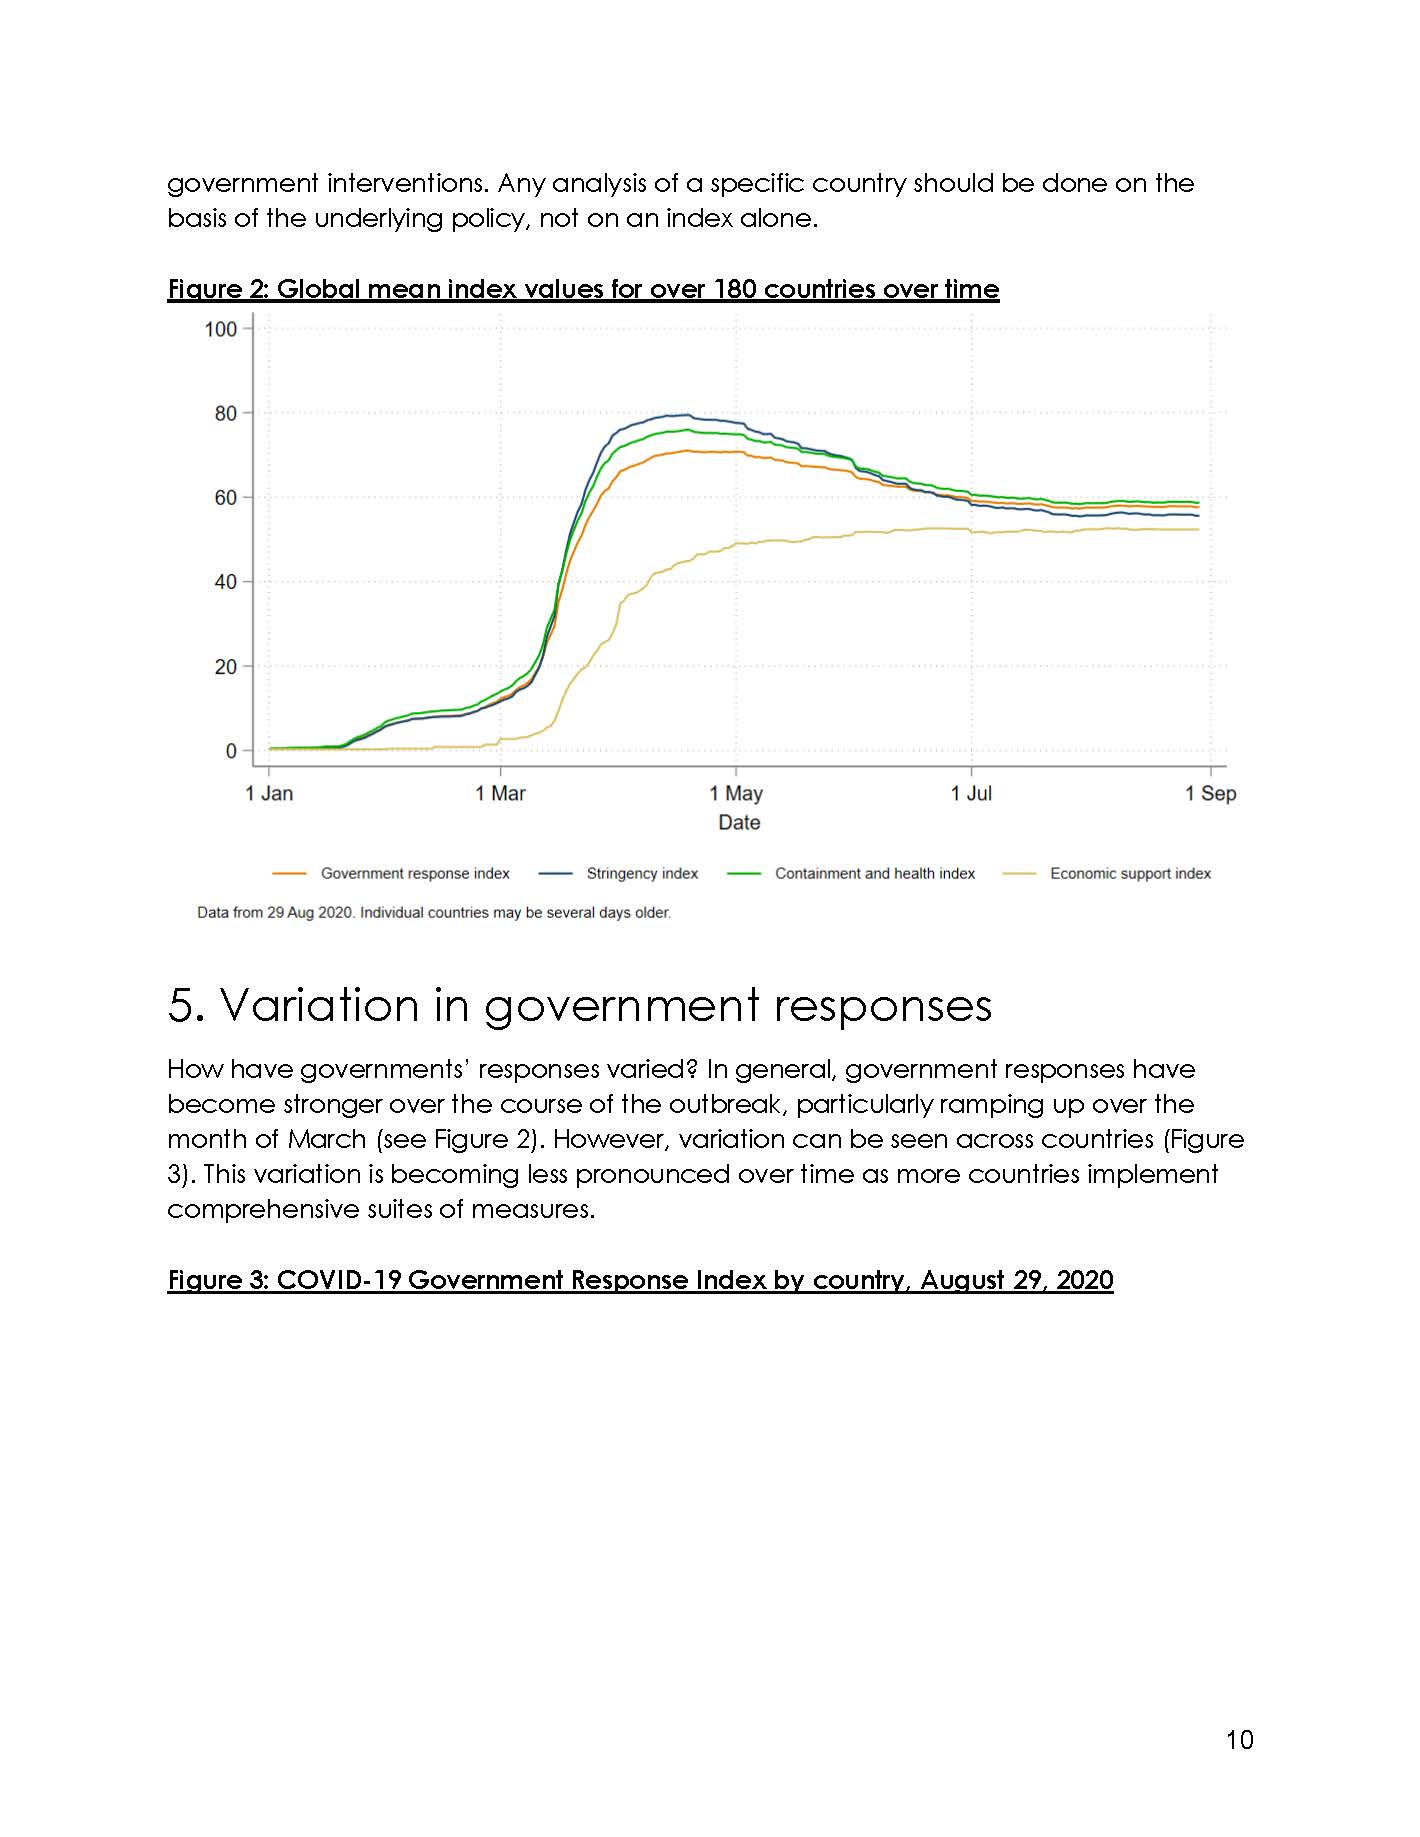 government interventions. Any analysis of a specific country should be done on the
basis of the underlying policy, not on an index alone.
Figure 2: Global mean index values for over 180 countries over time
100
80
60
40
20
0
1 Jan
1 Mar
1 May
1 Jul
1 Sep
Date
Government response index
Stringency index
Containment and health index
Economic support index
Data from 29 Aug 2020. Individual countries may be several days older.
5. Variation in government responses
How have governments’ responses varied? In general, government responses have
become stronger over the course of the outbreak, particularly ramping up over the
month of March (see Figure 2). However, variation can be seen across countries (Figure
3). This variation is becoming less pronounced over time as more countries implement
comprehensive suites of measures.
Figure 3: COVID-19 Government Response Index by country, August 29, 2020
10